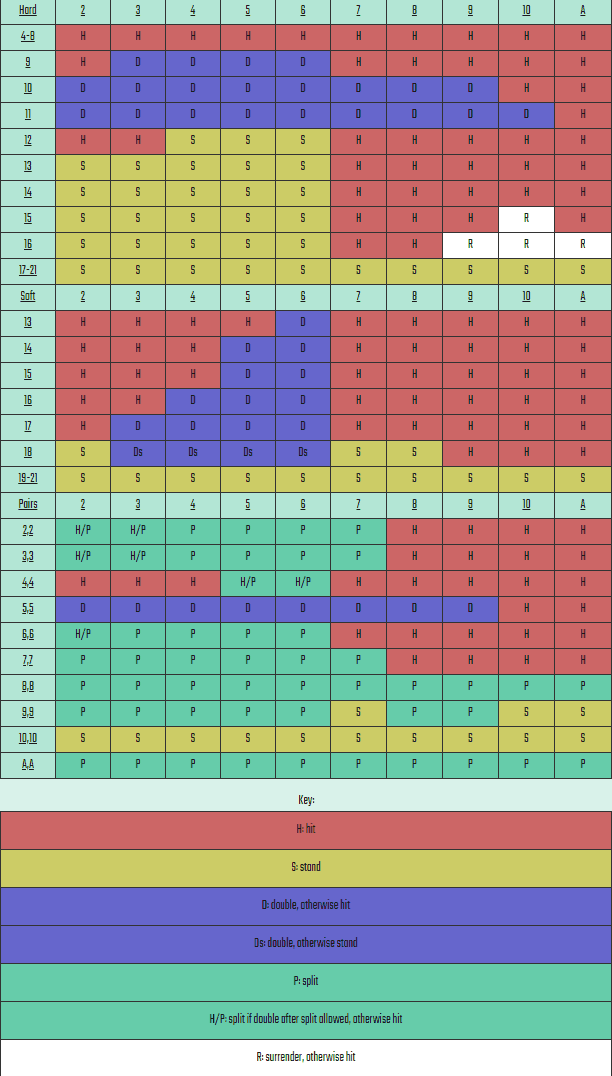 Hard 2 3 4 5 6 7 8 9 10 A
4-8 H H H H H H H H H H
9 H D D D D H H H H H
10 D D D D D D D D H H
11 D D D D D D D D D H
12 H H S S S H H H H H
13 S S S S S H H H H H
14 S S S S S H H H H H
15 S S S S S H H H R H
16 S S S S S H H R R R
17-21 S S S S S S S S S S
Soft 2 3 4 5 6 7 8 9 10 A
13 H H H H D H H H H H
14 H H H D D H H H H H
15 H H H D D H H H H H
16 H H D D D H H H H H
17 H D D D D H H H H H
18 S Ds Ds Ds Ds S S H H H
19-21 S S S S S S S S S S
Pairs 2 3 4 5 6 7 8 9 10 A
2,2 H/P H/P P P P P H H H H
3,3 H/P H/P P P P P H H H H
4,4 H H H H/P H/P H H H H H
5,5 D D D D D D D D H H
6,6 H/P P P P P H H H H H
7,7 P P P P P P H H H H
8,8 P P P P P P P P P P
9,9 P P P P P S P P S S
10,10 S S S S S S S S S S
A,A P P P P P P P P P P
Key:
H: hit
S: stand
D: double, otherwise hit
Ds: double, otherwise stand
P: split
H/P: split if double after split allowed, otherwise hit
R: surrender, otherwise hit